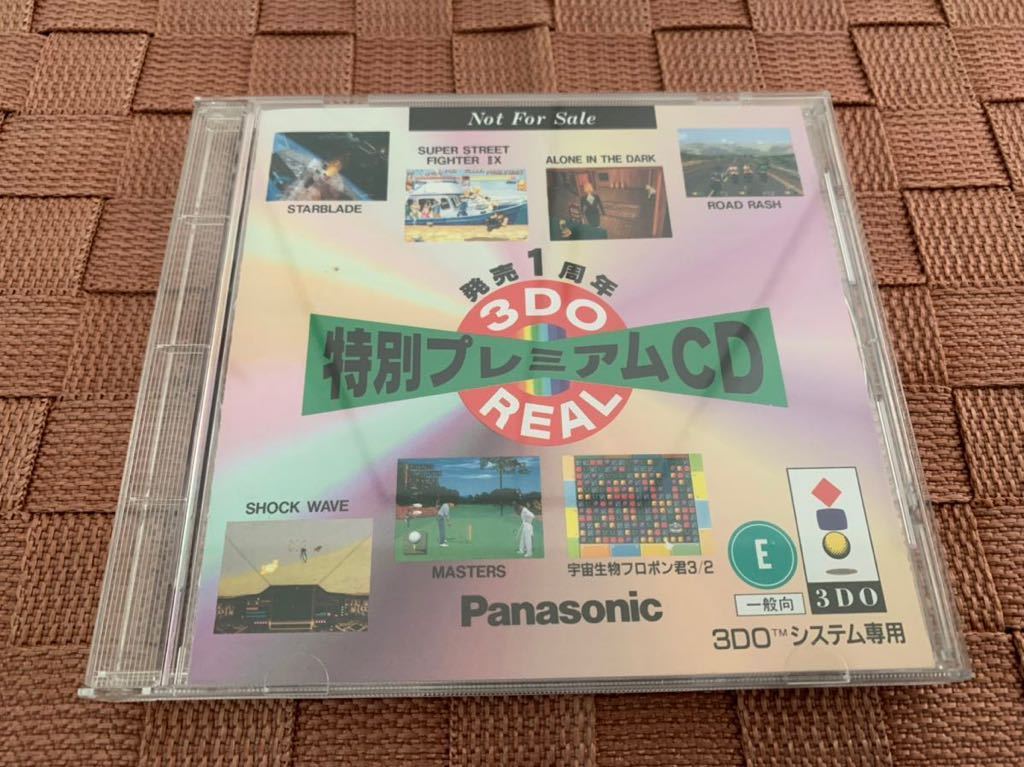 Not For Sale
STARBLADE
SUPER STREET
FIGHTER ⅡX
ALONE IN THE DARK
ROAD RASH
発売1周年
3DO
特別プレミアムCD
REAL
SHOCK WAVE
MASTERS
宇宙生物フロポン君3/2
Panasonic
E
一般向
3DO
3DO™システム専用